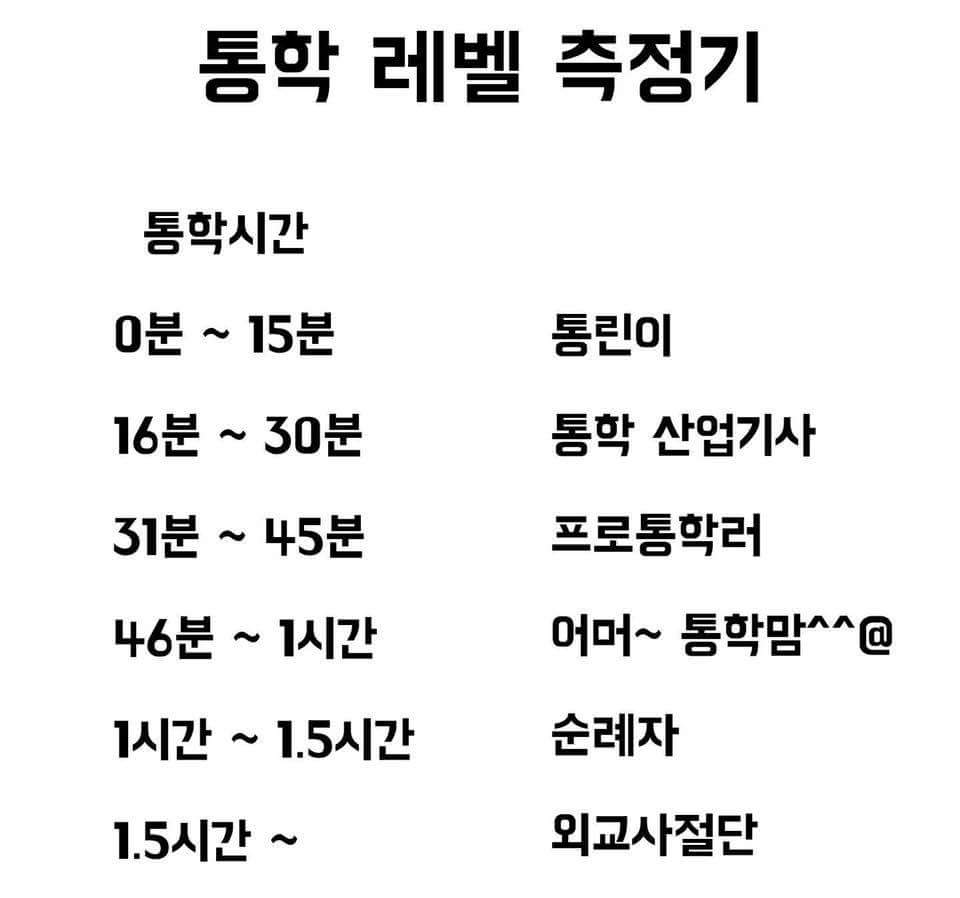 통학 레벨 측정기
통학시간
0분 ~ 15분 통린이
16분 ~ 30분 통학 산업기사
31분 ~ 45분 프로통학러
46분 ~ 1시간 어머~ 통학맘^^@
1시간 ~ 1.5시간 순례자
1.5시간 ~ 외교사절단